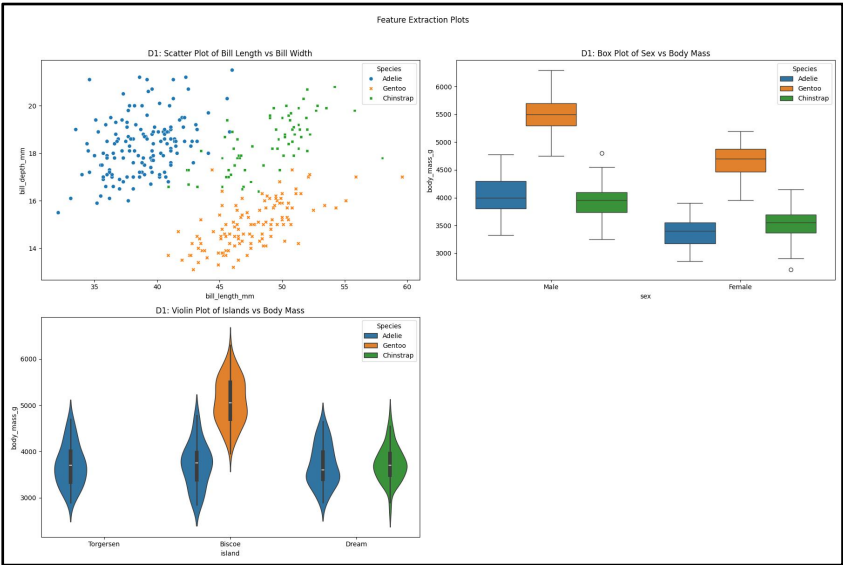 Feature Extraction Plots
D1: Scatter Plot of Bill Length vs Bill Width
Species
Adelie
Gentoo
Chinstrap
20
18
16
14
bill_depth_mm
35 40 45 50 55 60
bill_length_mm
D1: Box Plot of Sex vs Body Mass
Species
Adelie
Gentoo
Chinstrap
6000
5500
5000
4500
4000
3500
3000
body_mass_g
Male Female
sex
D1: Violin Plot of Islands vs Body Mass
Species
Adelie
Gentoo
Chinstrap
6000
5000
4000
3000
body_mass_g
Torgersen Biscoe Dream
island